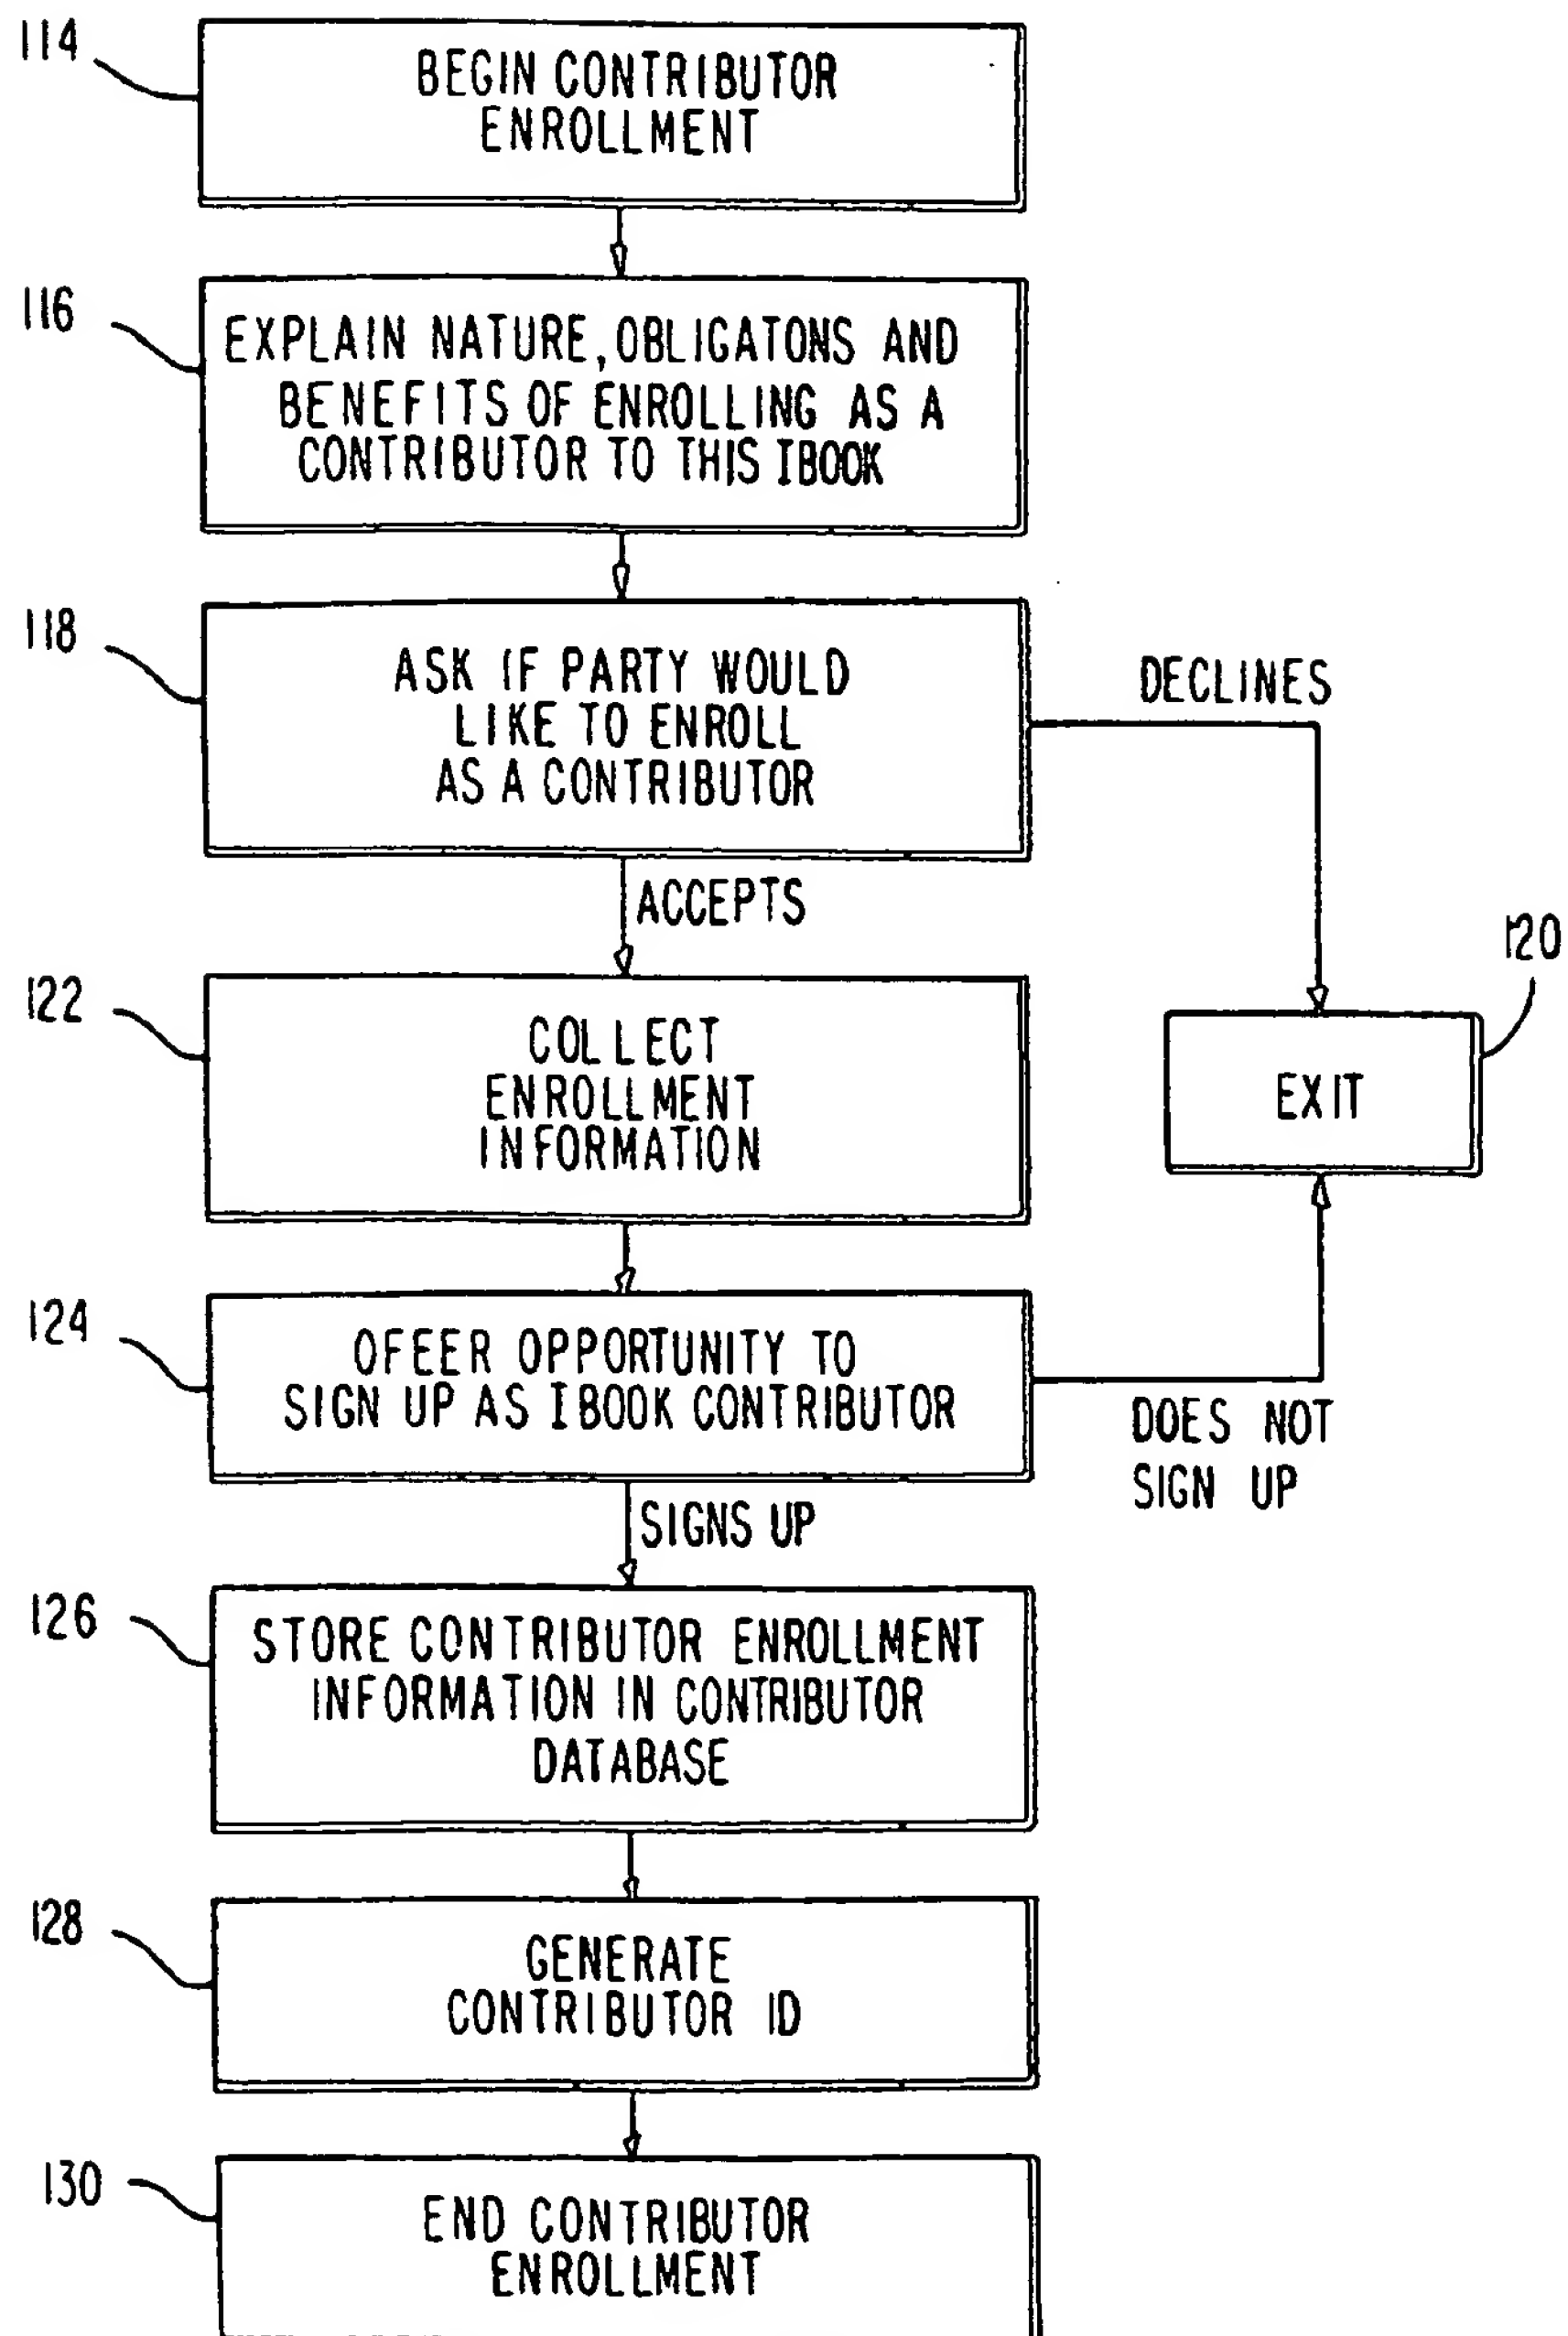 114
BEGIN CONTRIBUTOR
ENROLLMENT
116
EXPLAIN NATURE, OBLIGATONS AND
BENEFITS OF ENROLLING AS A
CONTRIBUTOR TO THIS IBOOK
118
ASK IF PARTY WOULD
LIKE TO ENROLL
AS A CONTRIBUTOR
DECLINES
ACCEPTS
120
EXIT
122
COLLECT
ENROLLMENT
INFORMATION
124
OFEER OPPORTUNITY TO
SIGN UP AS IBOOK CONTRIBUTOR
DOES NOT
SIGN UP
SIGNS UP
126
STORE CONTRIBUTOR ENROLLMENT
INFORMATION IN CONTRIBUTOR
DATABASE
128
GENERATE
CONTRIBUTOR ID
130
END CONTRIBUTOR
ENROLLMENT